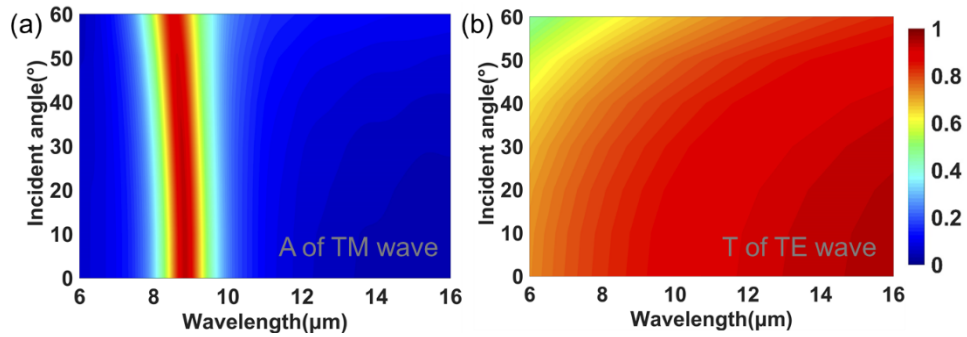 (a)
60
50
40
30
20
10
0
Incident angle(°)
A of TM wave
6 8 10 12 14 16
Wavelength(μm)
(b)
60
50
40
30
20
10
0
Incident angle(°)
T of TE wave
6 8 10 12 14 16
Wavelength(μm)
1
0.8
0.6
0.4
0.2
0